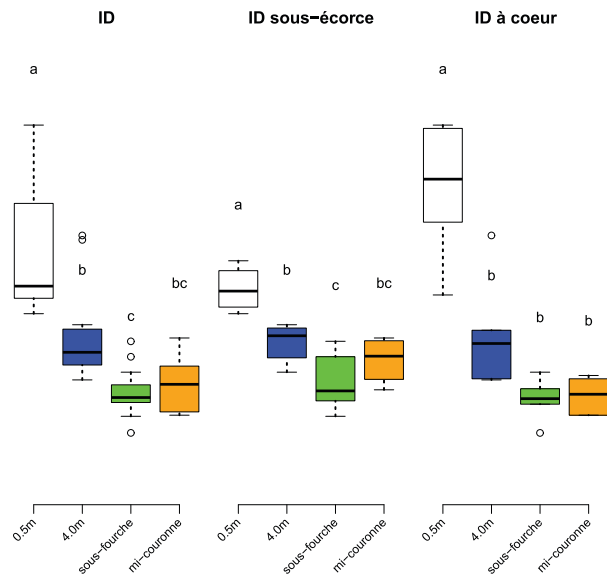 ID
ID sous−écorce
ID à coeur
a
a
a
b
bc
c
b
c
bc
b
b
b
0.5m
4.0m
sous−fourche
mi−couronne
0.5m
4.0m
sous−fourche
mi−couronne
0.5m
4.0m
sous−fourche
mi−couronne